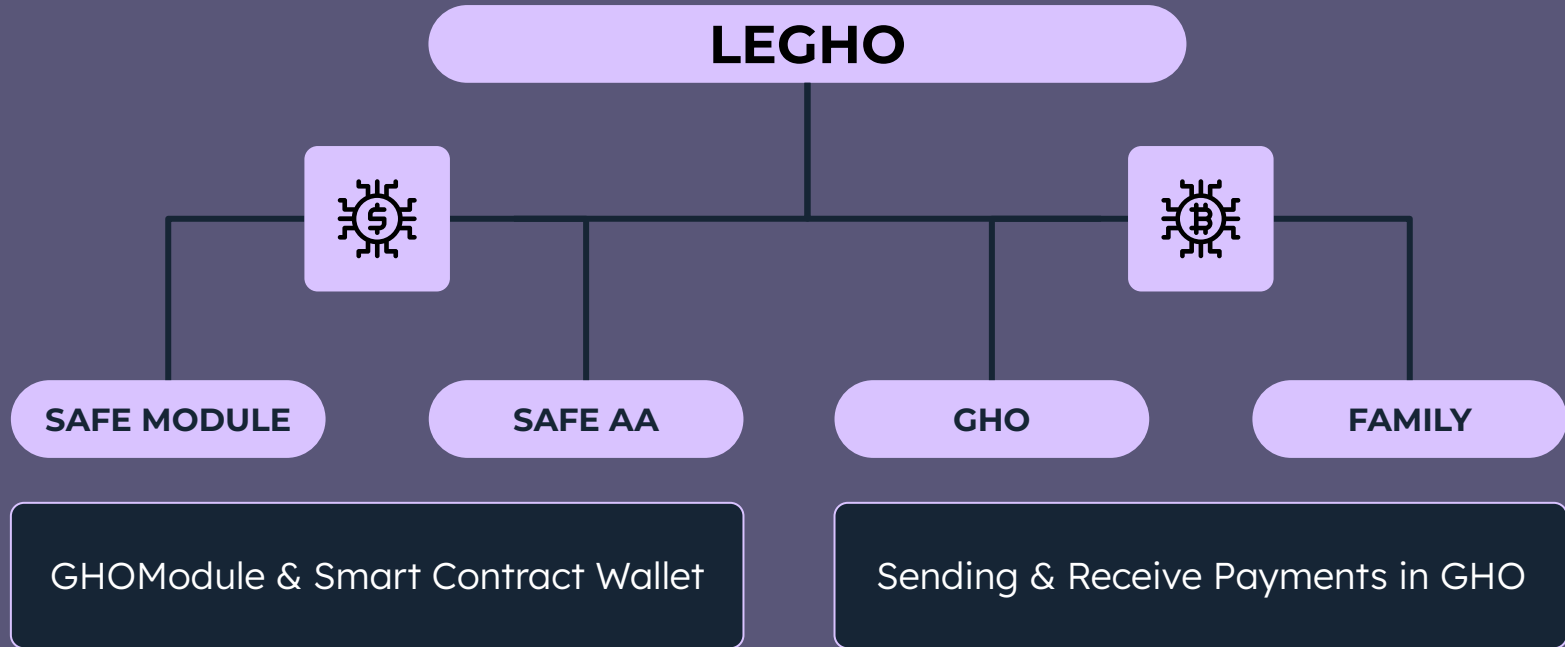 LEGHO
SAFE MODULE
SAFE AA
GHO
FAMILY
GHOModule & Smart Contract Wallet
Sending & Receive Payments in GHO